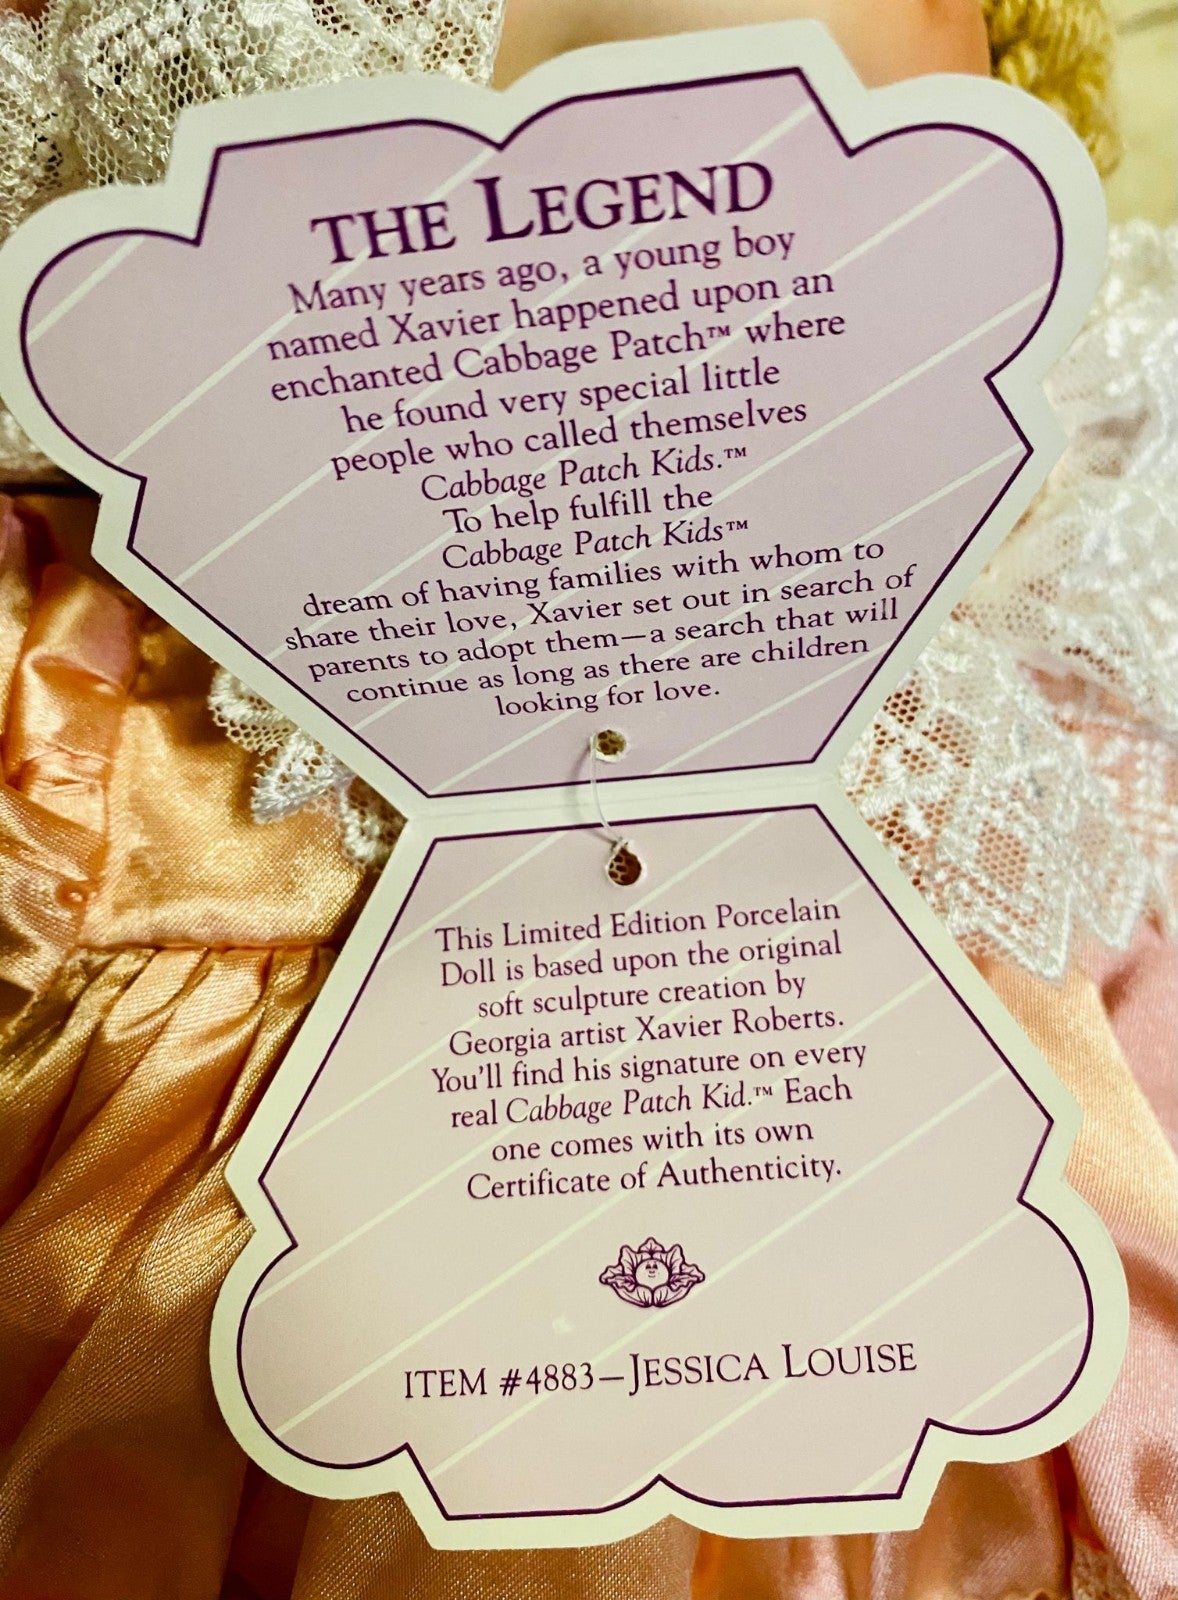 THE LEGEND
Many years ago, a young boy
named Xavier happened upon an
enchanted Cabbage Patch™ where
he found very special little
people who called themselves
Cabbage Patch Kids.™
To help fulfill the
Cabbage Patch Kids™
dream of having families with whom to
share their love, Xavier set out in search of
parents to adopt them—a search that will
continue as long as there are children
looking for love.
This Limited Edition Porcelain
Doll is based upon the original
soft sculpture creation by
Georgia artist Xavier Roberts.
You'll find his signature on every
real Cabbage Patch Kid.™ Each
one comes with its own
Certificate of Authenticity.
ITEM #4883—JESSICA LOUISE